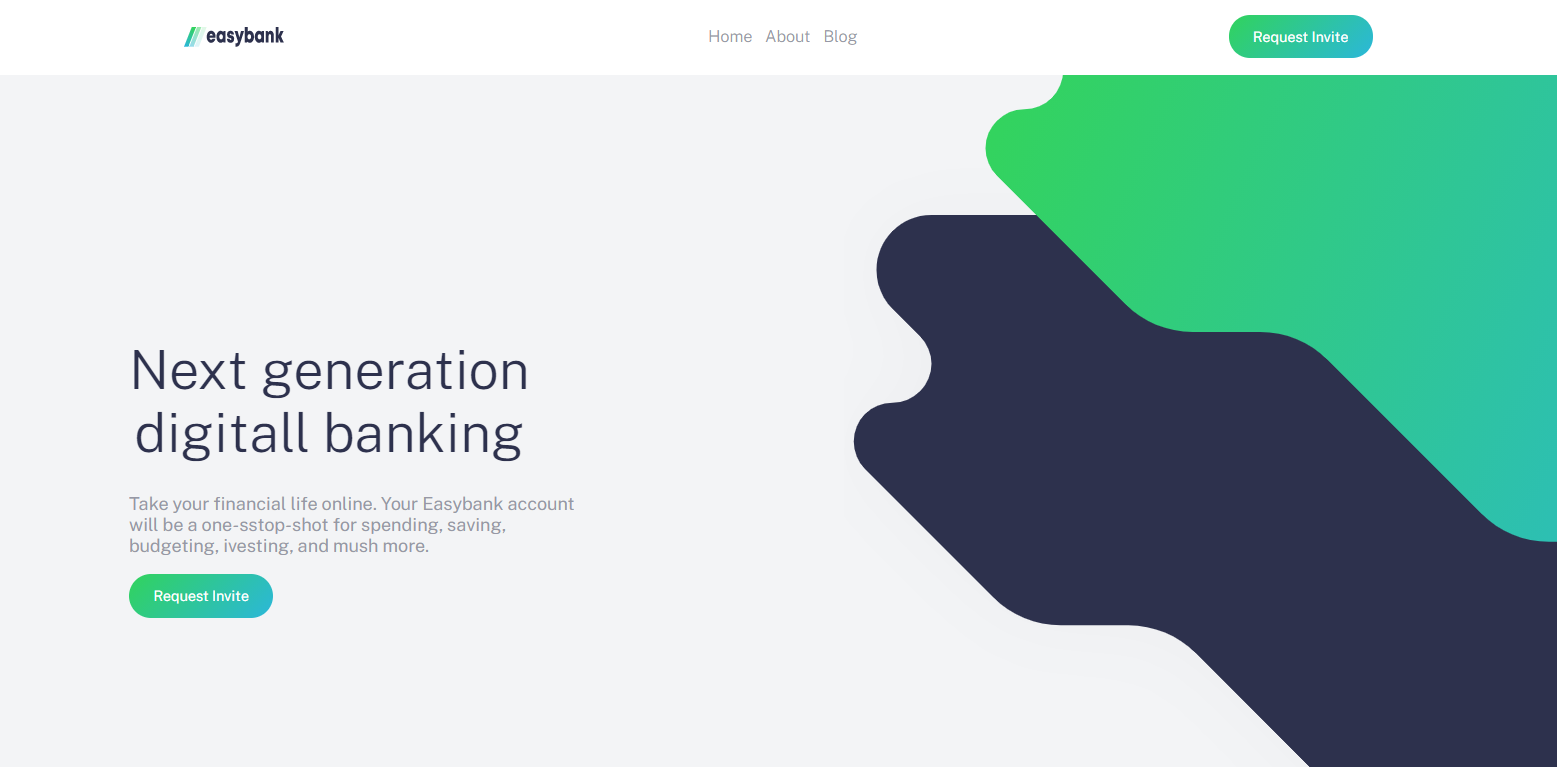 easybank
Home About Blog
Request Invite
Next generation
digitall banking
Take your financial life online. Your Easybank account
will be a one-sstop-shot for spending, saving,
budgeting, ivesting, and mush more.
Request Invite